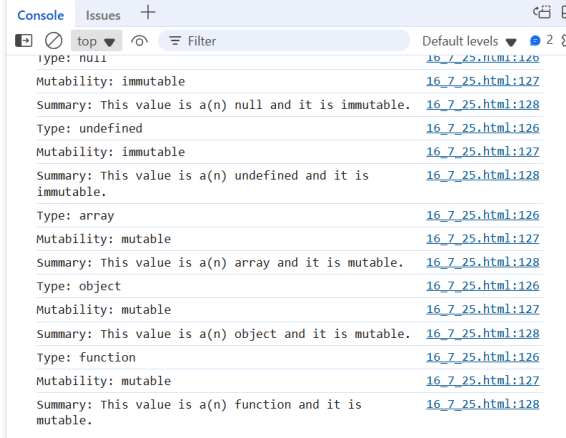 Console Issues +
top ▼ Filter Default levels ▼ 2
Type: null 16_7_25.html:126
Mutability: immutable 16_7_25.html:127
Summary: This value is a(n) null and it is immutable. 16_7_25.html:128
Type: undefined 16_7_25.html:126
Mutability: immutable 16_7_25.html:127
Summary: This value is a(n) undefined and it is 16_7_25.html:128
immutable.
Type: array 16_7_25.html:126
Mutability: mutable 16_7_25.html:127
Summary: This value is a(n) array and it is mutable. 16_7_25.html:128
Type: object 16_7_25.html:126
Mutability: mutable 16_7_25.html:127
Summary: This value is a(n) object and it is mutable. 16_7_25.html:128
Type: function 16_7_25.html:126
Mutability: mutable 16_7_25.html:127
Summary: This value is a(n) function and it is 16_7_25.html:128
mutable.